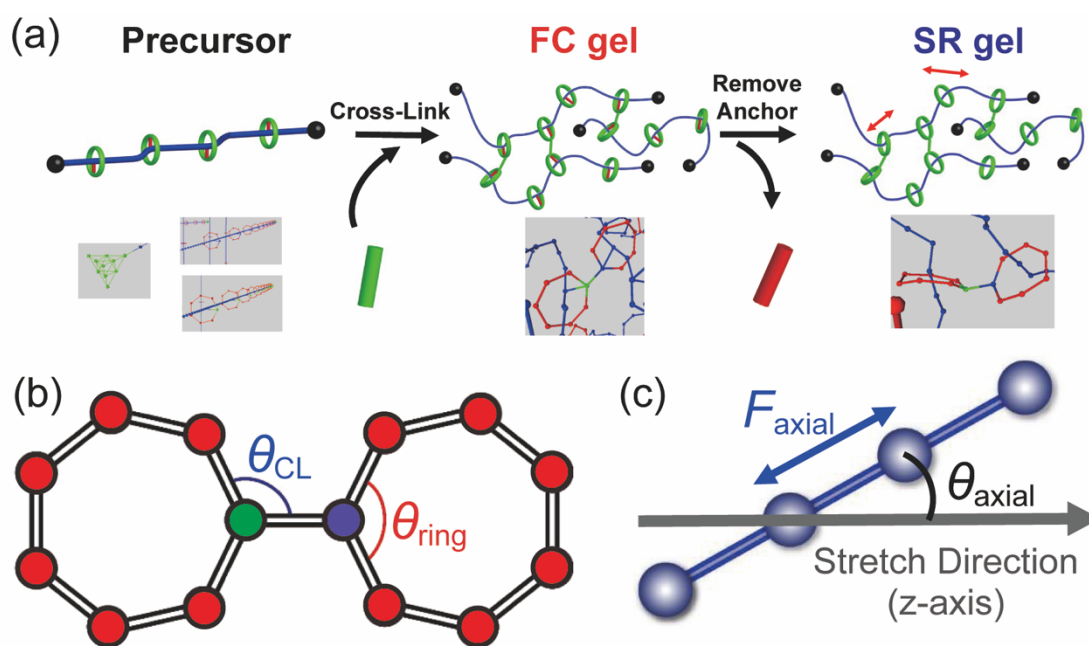 (a)
Precursor
FC gel
SR gel
Cross-Link
Remove
Anchor
(b)
θCL
θring
(c)
Faxial
θaxial
Stretch Direction
(z-axis)